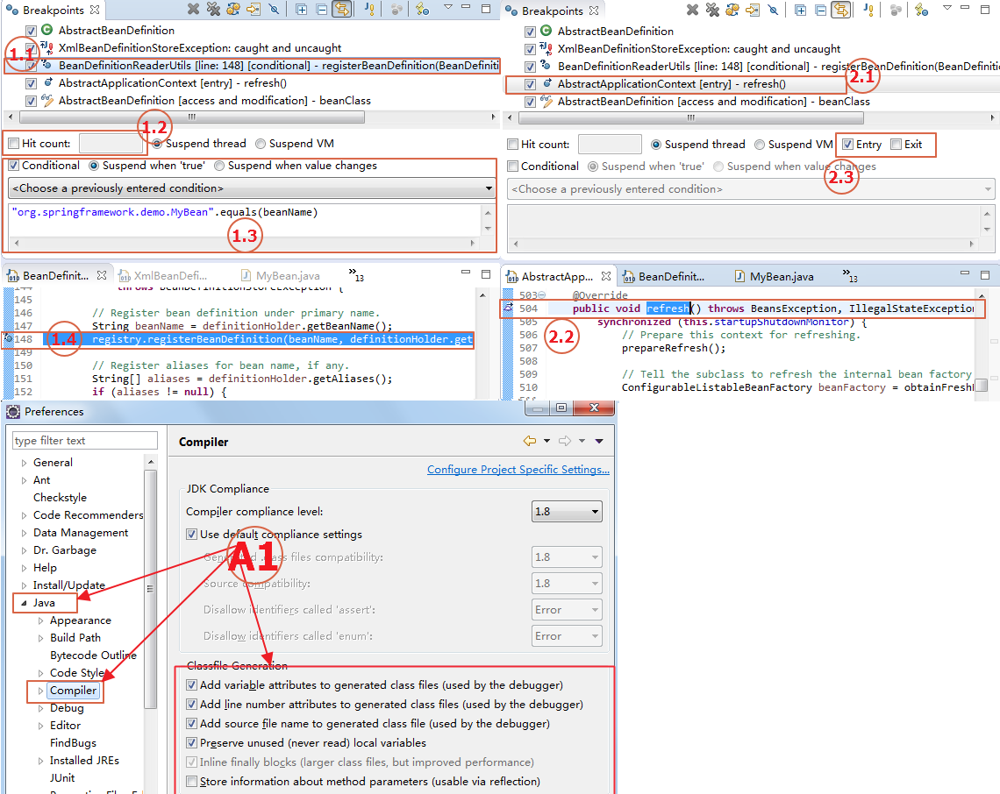 Breakpoints
AbstractBeanDefinition
XmlBeanDefinitionStoreException: caught and uncaught
BeanDefinitionReaderUtils [line: 148] [conditional] - registerBeanDefinition(BeanDefiniti
AbstractApplicationContext [entry] - refresh()
AbstractBeanDefinition [access and modification] - beanClass
1.1
1.2
Hit count:
Suspend thread
Suspend VM
Conditional
Suspend when 'true'
Suspend when value changes
<Choose a previously entered condition>
"org.springframework.demo.MyBean".equals(beanName)
1.3
BeanDefinit...
XmlBeanDefi...
MyBean.java
»13
144 throws BeanDefinitionStoreException {
145
146 // Register bean definition under primary name.
147 String beanName = definitionHolder.getBeanName();
148 registry.registerBeanDefinition(beanName, definitionHolder.get
1.4
149
150 // Register aliases for bean name, if any.
151 String[] aliases = definitionHolder.getAliases();
152 if (aliases != null) {
Breakpoints
AbstractBeanDefinition
XmlBeanDefinitionStoreException: caught and uncaught
BeanDefinitionReaderUtils [line: 148] [conditional] - registerBeanDefinition(BeanDef
2.1
AbstractApplicationContext [entry] - refresh()
AbstractBeanDefinition [access and modification] - beanClass
Hit count:
Suspend thread
Suspend VM
Entry
Exit
Conditional
Suspend when 'true'
Suspend when value changes
2.3
<Choose a previously entered condition>
AbstractApp...
BeanDefinit...
MyBean.java
»13
503 @Override
504 public void refresh() throws BeansException, IllegalStateException
505 synchronized (this.startupShutdownMonitor) {
2.2
506 // Prepare this context for refreshing.
507 prepareRefresh();
508
509 // Tell the subclass to refresh the internal bean factory
510 ConfigurableListableBeanFactory beanFactory = obtainFresh
Preferences
type filter text
General
Ant
Checkstyle
Code Recommenders
Data Management
Dr. Garbage
Help
Install/Update
Java
Appearance
Build Path
Bytecode Outline
Code Style
Compiler
Debug
Editor
FindBugs
Installed JREs
JUnit
Compiler
Configure Project Specific Settings...
JDK Compliance
Compiler compliance level:
1.8
Use default compliance settings
A1
Generated .class files compatibility:
1.8
Source compatibility:
1.8
Disallow identifiers called 'assert':
Error
Disallow identifiers called 'enum':
Error
Classfile Generation
Add variable attributes to generated class files (used by the debugger)
Add line number attributes to generated class files (used by the debugger)
Add source file name to generated class file (used by the debugger)
Preserve unused (never read) local variables
Inline finally blocks (larger class files, but improved performance)
Store information about method parameters (usable via reflection)